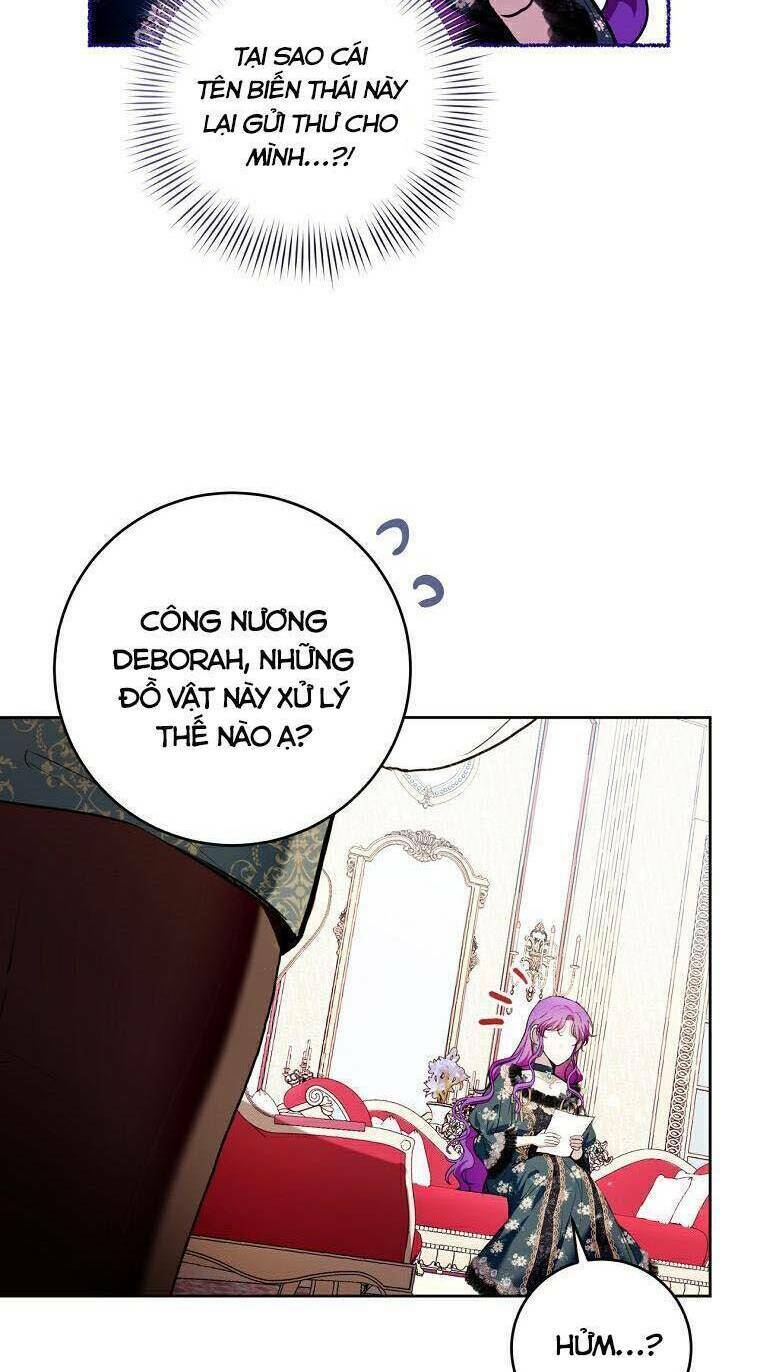 TẠI SAO CÁI
TÊN BIẾN THÁI NÀY
LẠI GỬI THƯ CHO
MÌNH...?!
CÔNG NƯƠNG
DEBORAH, NHỮNG
ĐỒ VẬT NÀY XỬ LÝ
THẾ NÀO Ạ?
HỬM...?